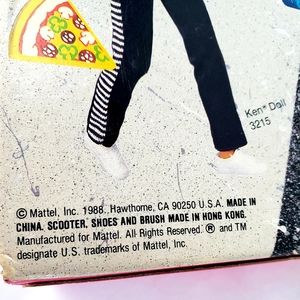 Ken® Doll
3215
© Mattel, Inc. 1988. Hawthorne, CA 90250 U.S.A. MADE IN
CHINA. SCOOTER, SHOES AND BRUSH MADE IN HONG KONG.
Manufactured for Mattel. All Rights Reserved. ® and TM
designate U.S. trademarks of Mattel, Inc.